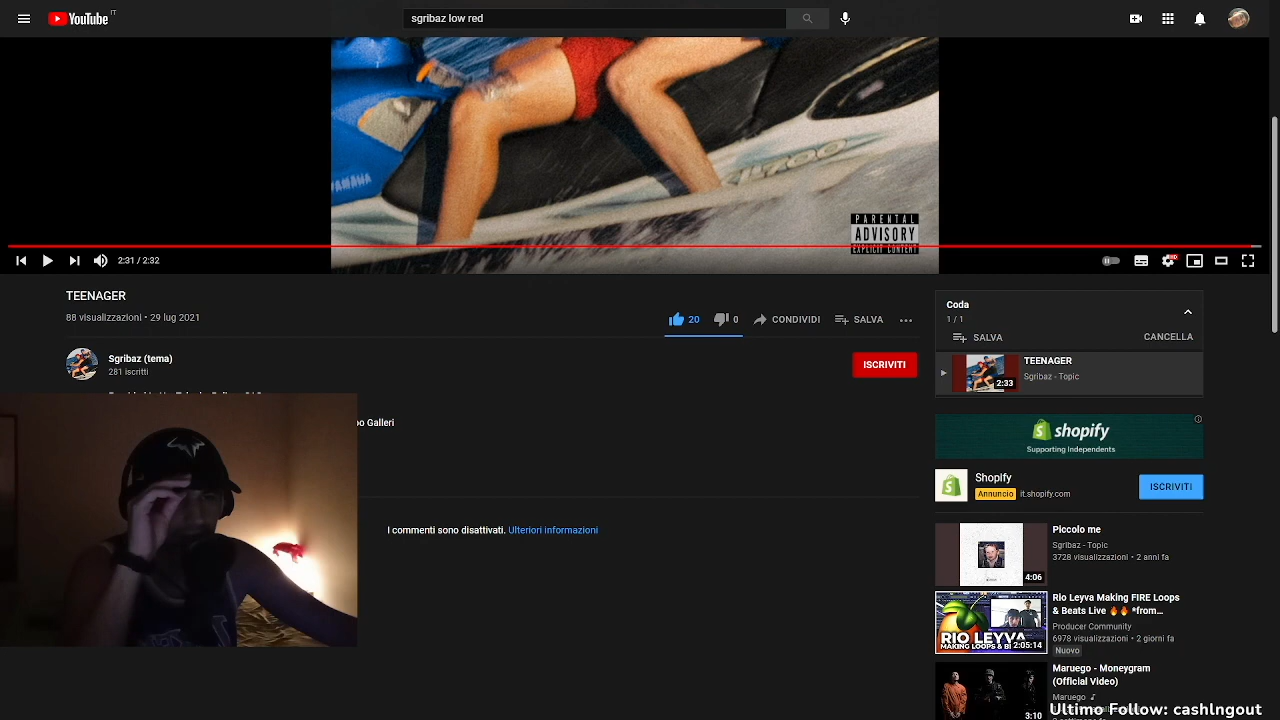 YouTube IT
sgribaz low red
YAMAHA
XL700
PARENTAL
ADVISORY
EXPLICIT CONTENT
2:31 / 2:32
HD
TEENAGER
88 visualizzazioni • 29 lug 2021
20
0
CONDIVIDI
SALVA
Sgribaz (tema)
281 iscritti
ISCRIVITI
Galleri
I commenti sono disattivati. Ulteriori informazioni
Coda
1 / 1
SALVA
CANCELLA
TEENAGER
Sgribaz - Topic
2:33
shopify
Supporting Independents
Shopify
Annuncio it.shopify.com
ISCRIVITI
Piccolo me
Sgribaz - Topic
3728 visualizzazioni • 2 anni fa
4:06
Rio Leyva Making FIRE Loops
& Beats Live 🔥🔥 *from...
Producer Community
6978 visualizzazioni • 2 giorni fa
Nuovo
RIO LEYVA
MAKING LOOPS & B
2:05:14
Maruego - Moneygram
(Official Video)
Maruego
3:10
Ultimo Follow: cashlngout